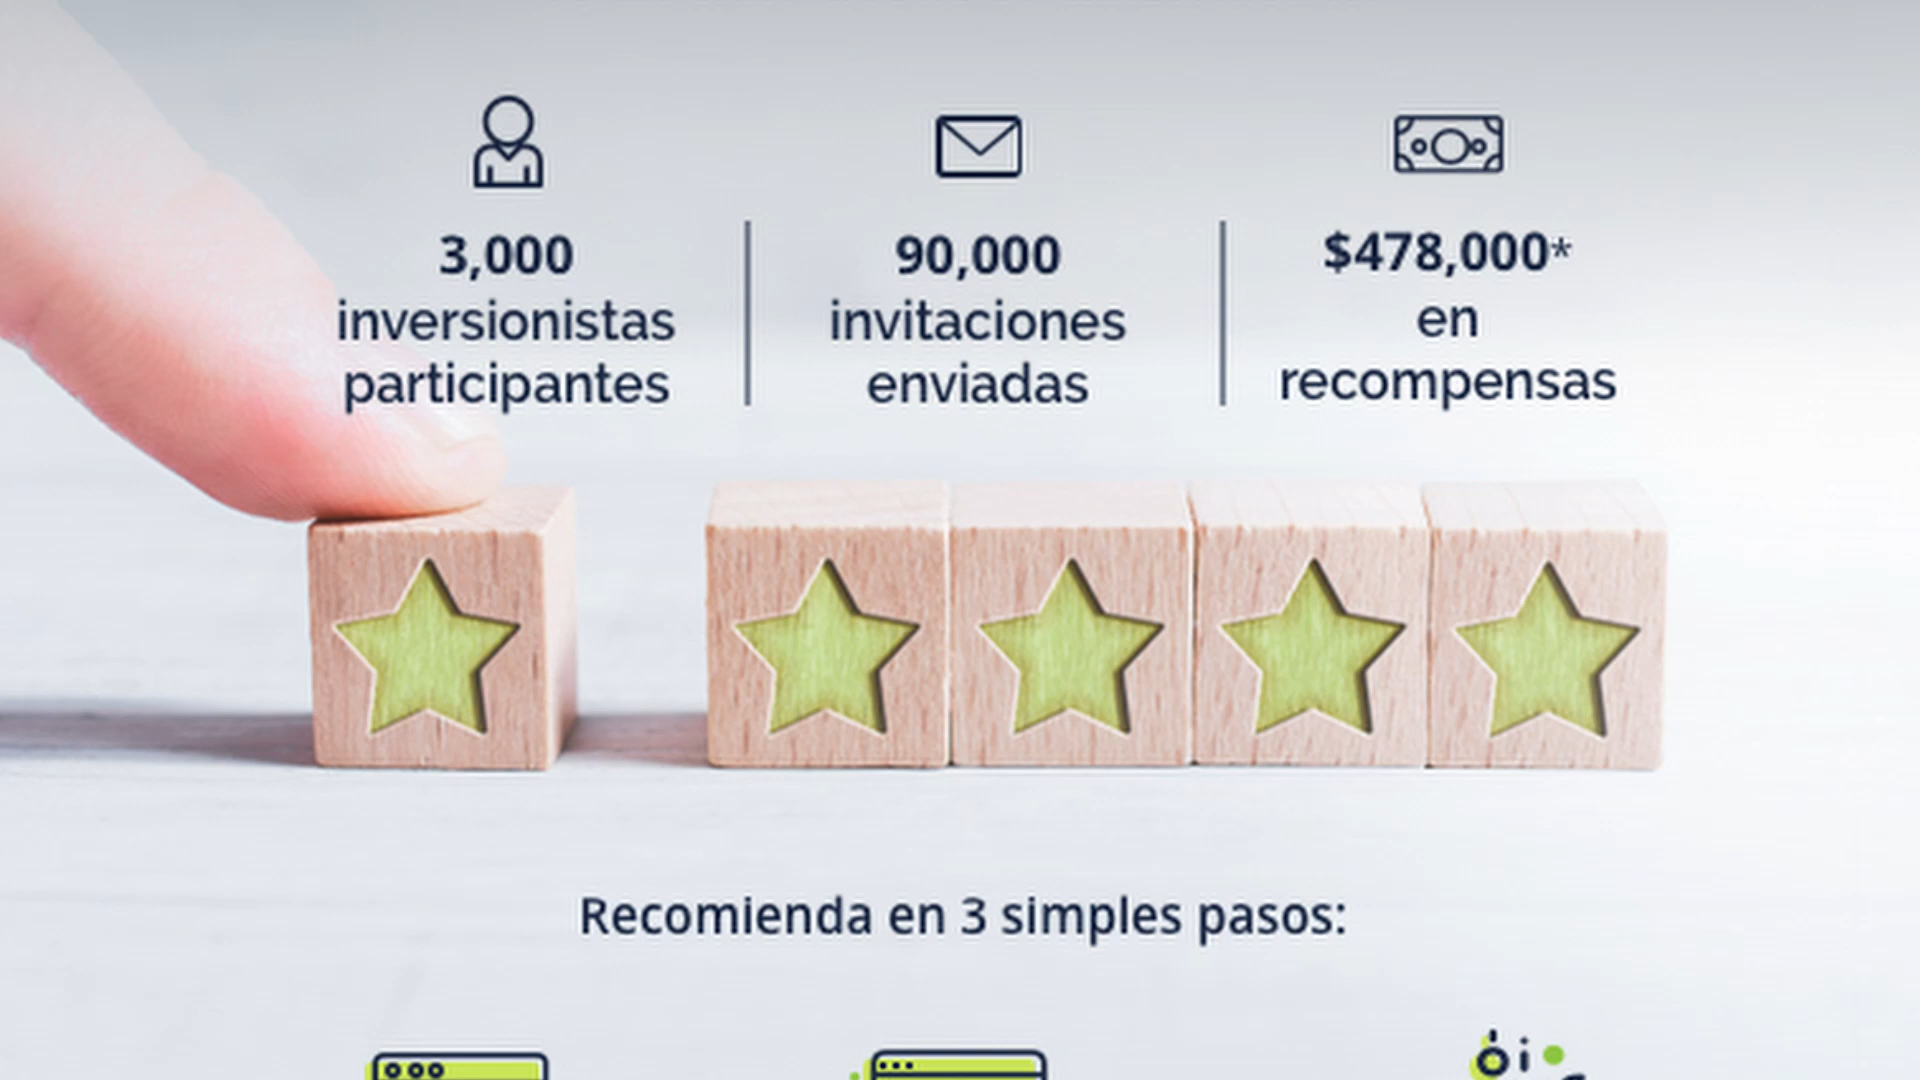 3,000
inversionistas
participantes
90,000
invitaciones
enviadas
$478,000*
en
recompensas
Recomienda en 3 simples pasos: